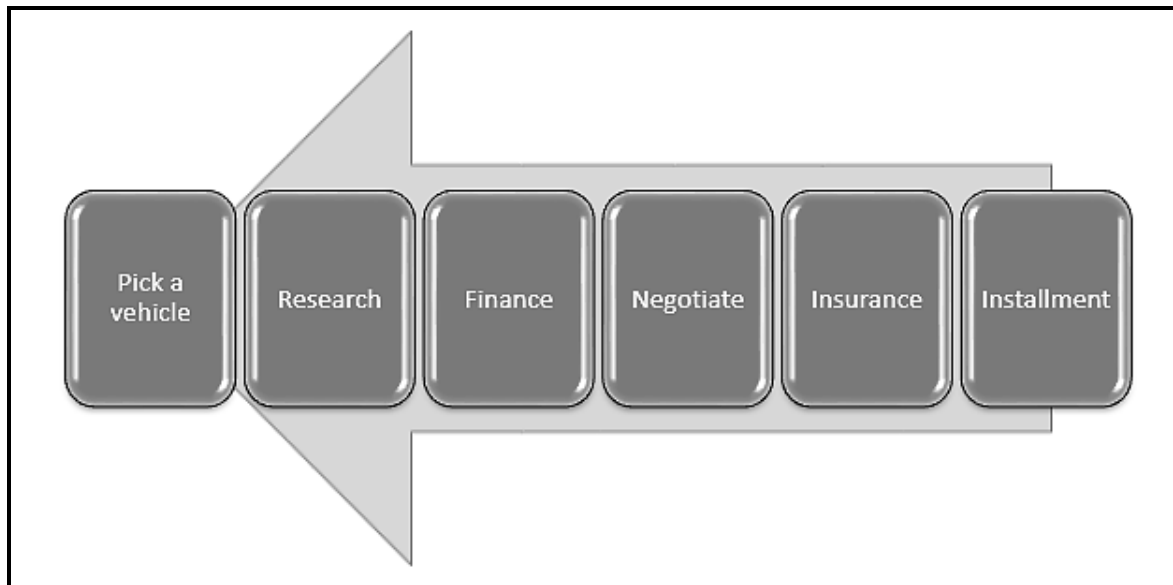 Pick a
vehicle
Research
Finance
Negotiate
Insurance
Installment